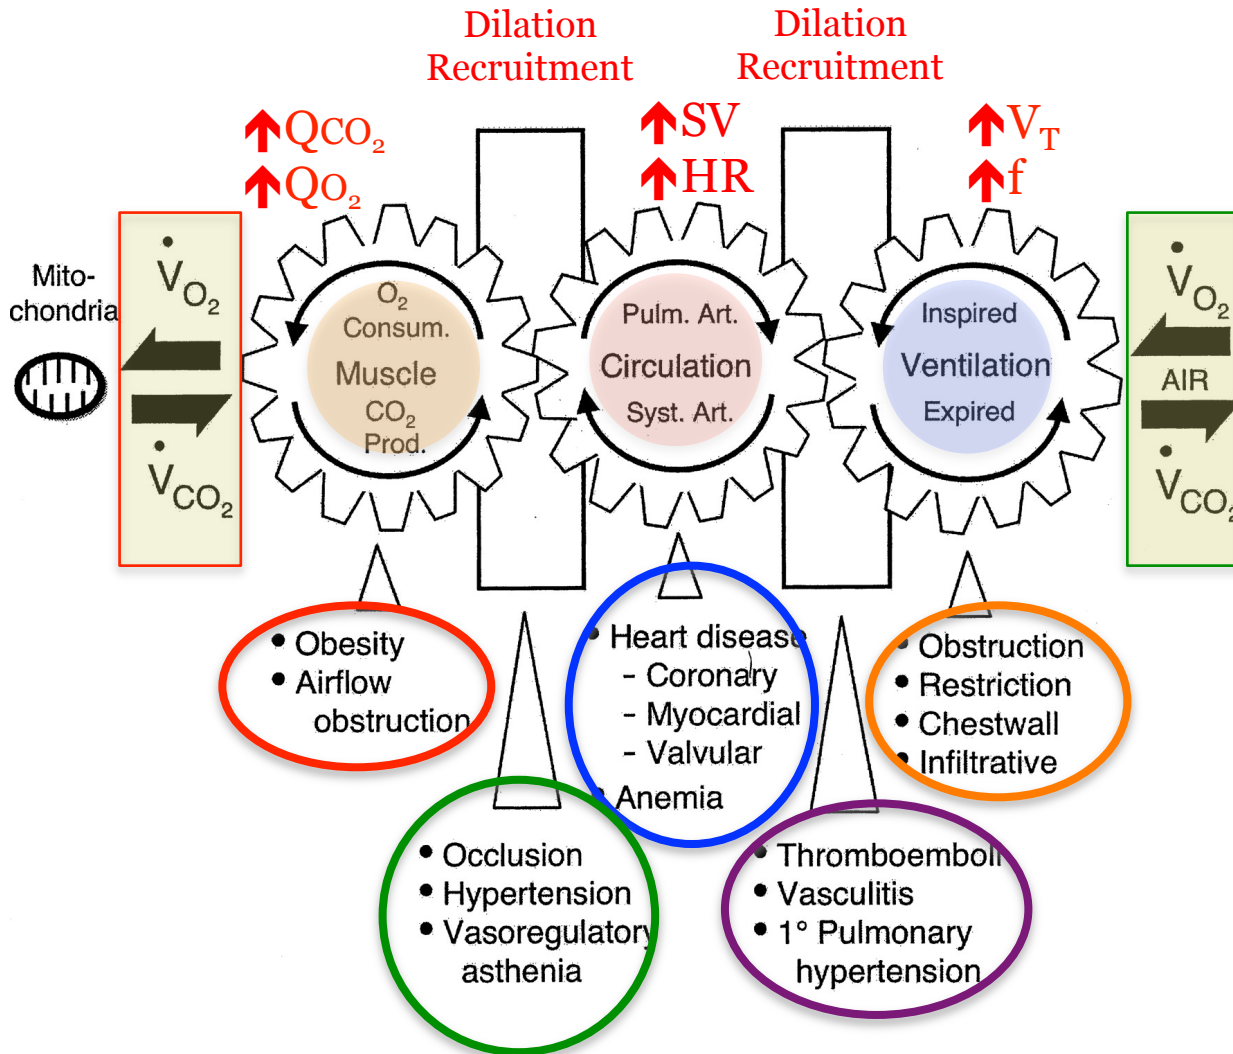 Dilation
Recruitment
Dilation
Recruitment
QCO₂
QO₂
SV
HR
V_T
f
Mito-
chondria
V̇O₂
V̇CO₂
O₂
Consum.
Muscle
CO₂
Prod.
Pulm. Art.
Circulation
Syst. Art.
Inspired
Ventilation
Expired
V̇O₂
AIR
V̇CO₂
• Obesity
• Airflow
obstruction
• Heart disease
- Coronary
- Myocardial
- Valvular
• Anemia
• Obstruction
• Restriction
• Chestwall
• Infiltrative
• Occlusion
• Hypertension
• Vasoregulatory
asthenia
• Thromboemboli
• Vasculitis
• 1° Pulmonary
hypertension